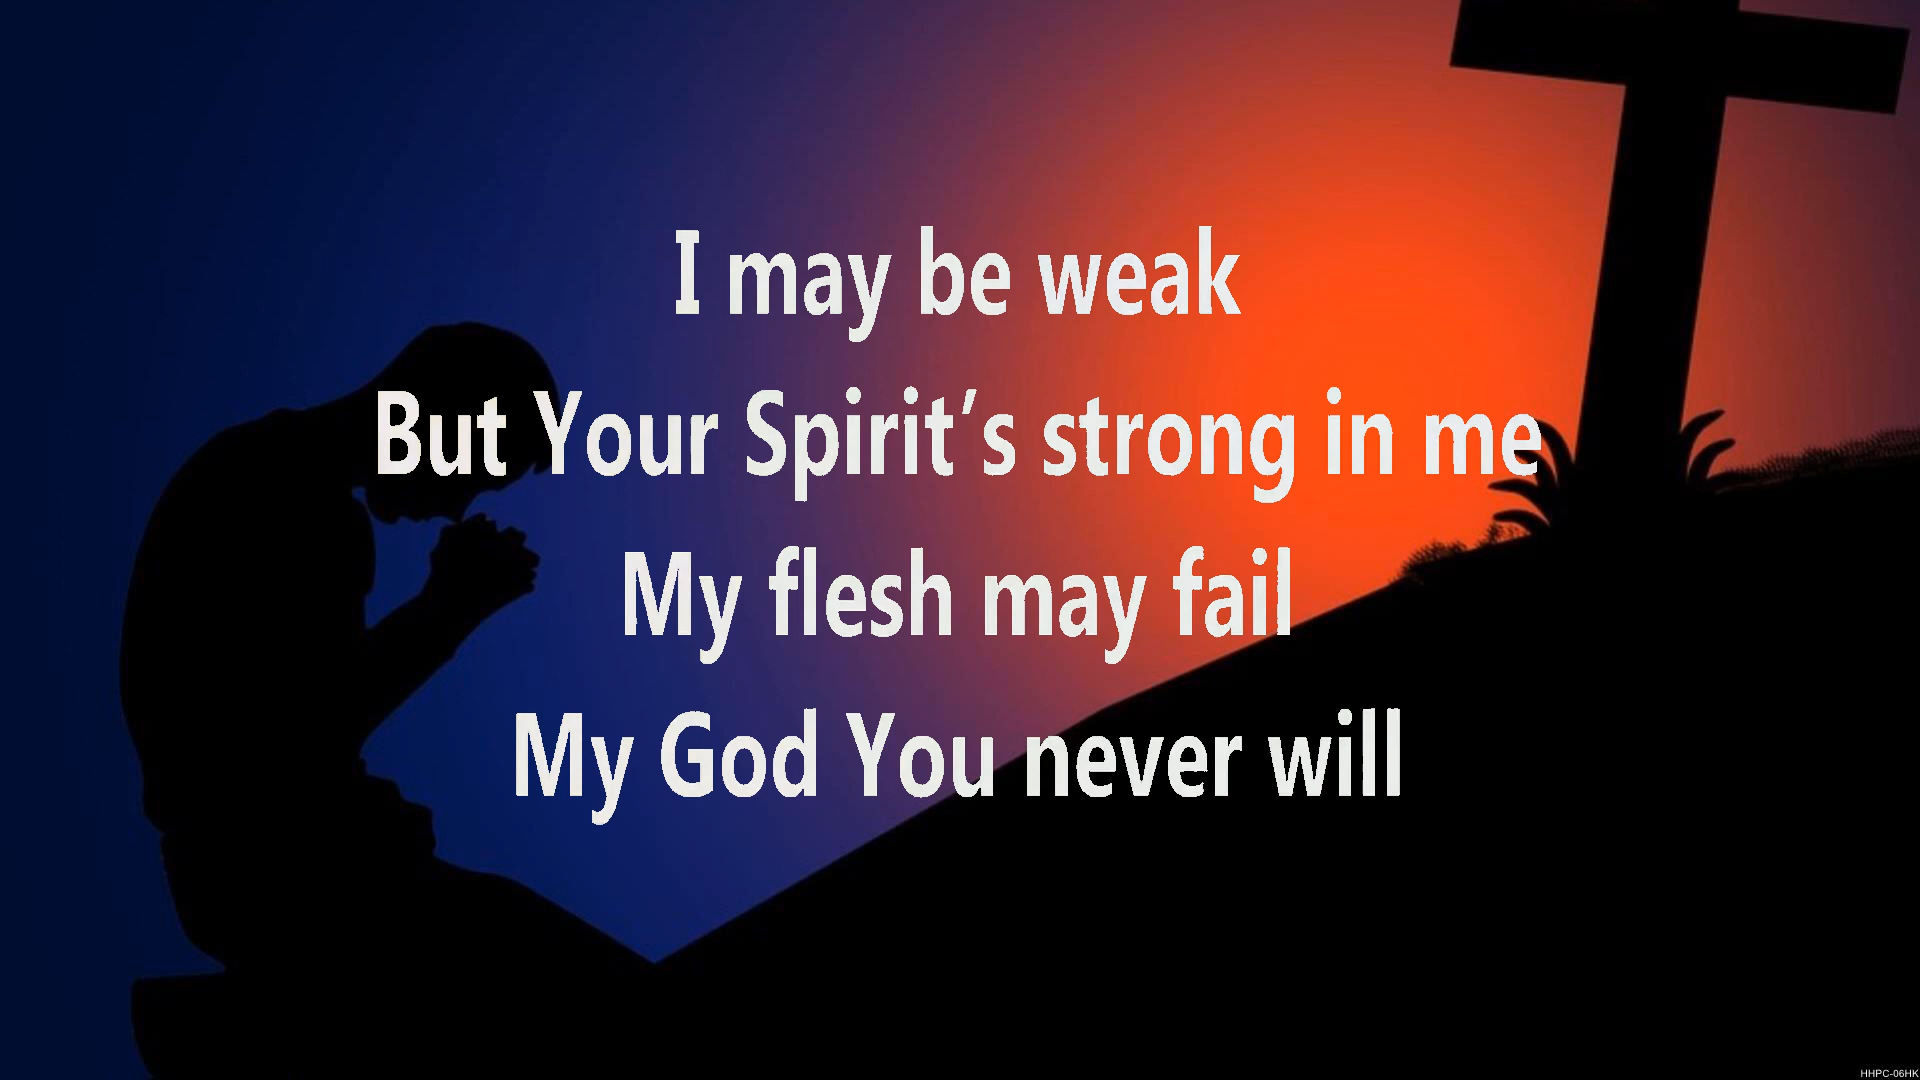 I may be weak
But Your Spirit’s strong in me
My flesh may fail
My God You never will
HHPC-06HK